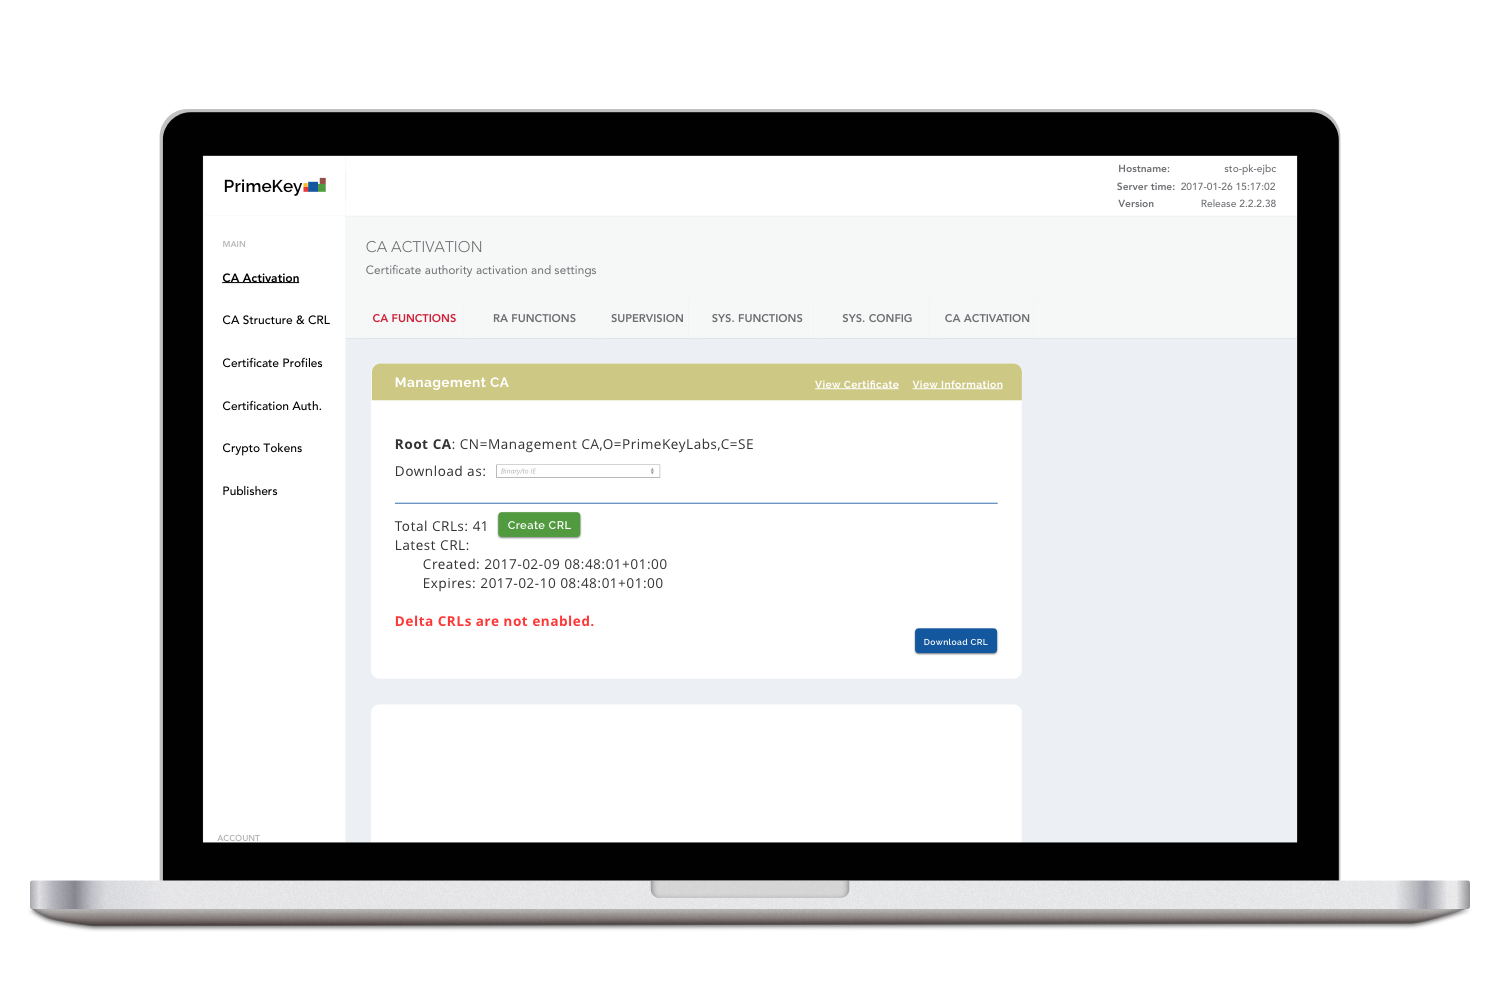 PrimeKey
Hostname: sto-pk-ejbc
Server time: 2017-01-26 15:17:02
Version Release 2.2.2.38
MAIN
CA Activation
CA Structure & CRL
Certificate Profiles
Certification Auth.
Crypto Tokens
Publishers
ACCOUNT
CA ACTIVATION
Certificate authority activation and settings
CA FUNCTIONS RA FUNCTIONS SUPERVISION SYS. FUNCTIONS SYS. CONFIG CA ACTIVATION
Management CA View Certificate View Information
Root CA: CN=Management CA,O=PrimeKeyLabs,C=SE
Download as: Binary/to IE
Total CRLs: 41 Create CRL
Latest CRL:
Created: 2017-02-09 08:48:01+01:00
Expires: 2017-02-10 08:48:01+01:00
Delta CRLs are not enabled.
Download CRL